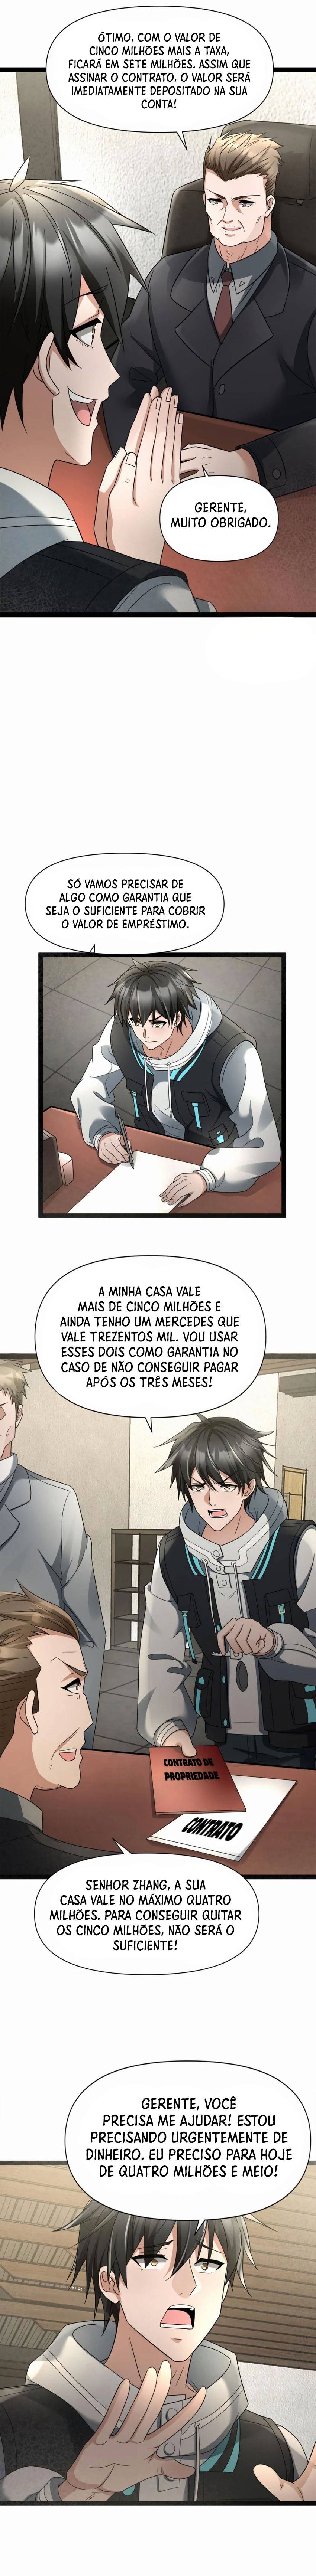 ÓTIMO, COM O VALOR DE
CINCO MILHÕES MAIS A TAXA,
FICARÁ EM SETE MILHÕES. ASSIM QUE
ASSINAR O CONTRATO, O VALOR SERÁ
IMEDIATAMENTE DEPOSITADO NA SUA
CONTA!
GERENTE,
MUITO OBRIGADO.
SÓ VAMOS PRECISAR DE
ALGO COMO GARANTIA QUE
SEJA O SUFICIENTE PARA COBRIR
O VALOR DE EMPRÉSTIMO.
A MINHA CASA VALE
MAIS DE CINCO MILHÕES E
AINDA TENHO UM MERCEDES QUE
VALE TREZENTOS MIL. VOU USAR
ESSES DOIS COMO GARANTIA NO
CASO DE NÃO CONSEGUIR PAGAR
APÓS OS TRÊS MESES!
CONTRATO DE
PROPRIEDADE
CONTRATO
SENHOR ZHANG, A SUA
CASA VALE NO MÁXIMO QUATRO
MILHÕES. PARA CONSEGUIR QUITAR
OS CINCO MILHÕES, NÃO SERÁ O
SUFICIENTE!
GERENTE, VOCÊ
PRECISA ME AJUDAR! ESTOU
PRECISANDO URGENTEMENTE DE
DINHEIRO. EU PRECISO PARA HOJE
DE QUATRO MILHÕES E MEIO!